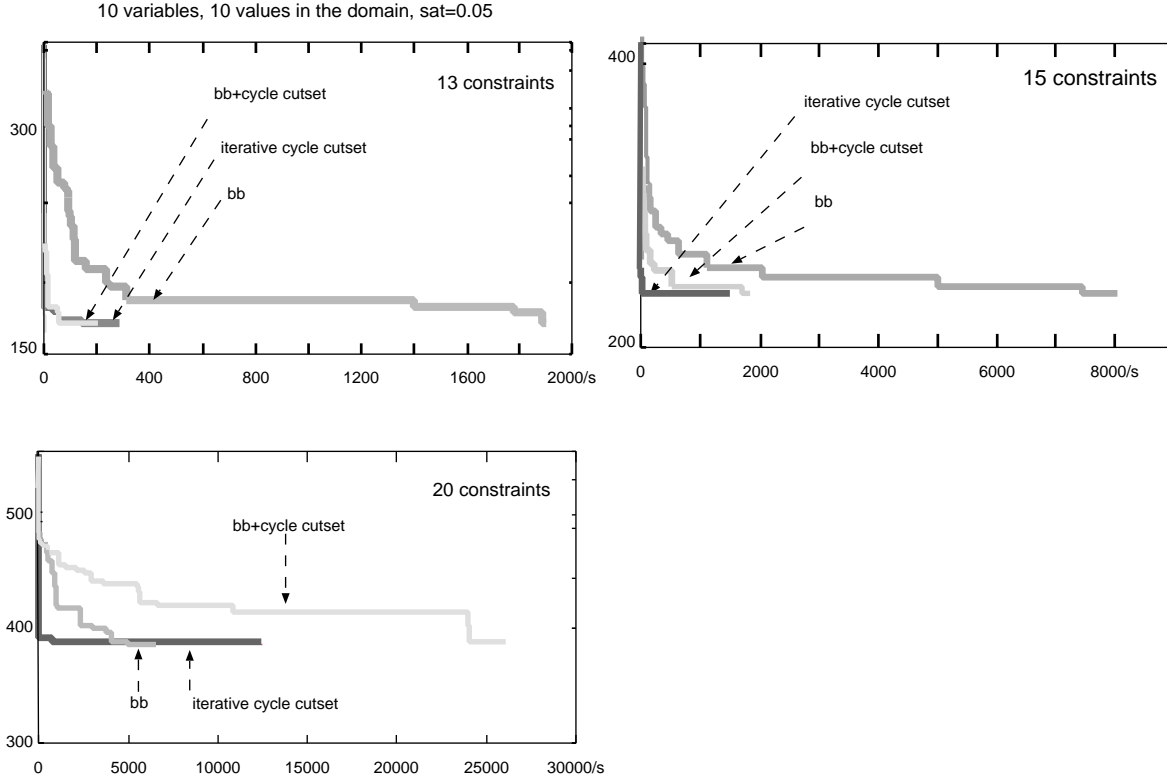 10 variables, 10 values in the domain, sat=0.05
13 constraints
bb+cycle cutset
iterative cycle cutset
bb
300
150
0 400 800 1200 1600 2000/s
15 constraints
iterative cycle cutset
bb+cycle cutset
bb
400
200
0 2000 4000 6000 8000/s
20 constraints
bb+cycle cutset
bb
iterative cycle cutset
500
400
300
0 5000 10000 15000 20000 25000 30000/s